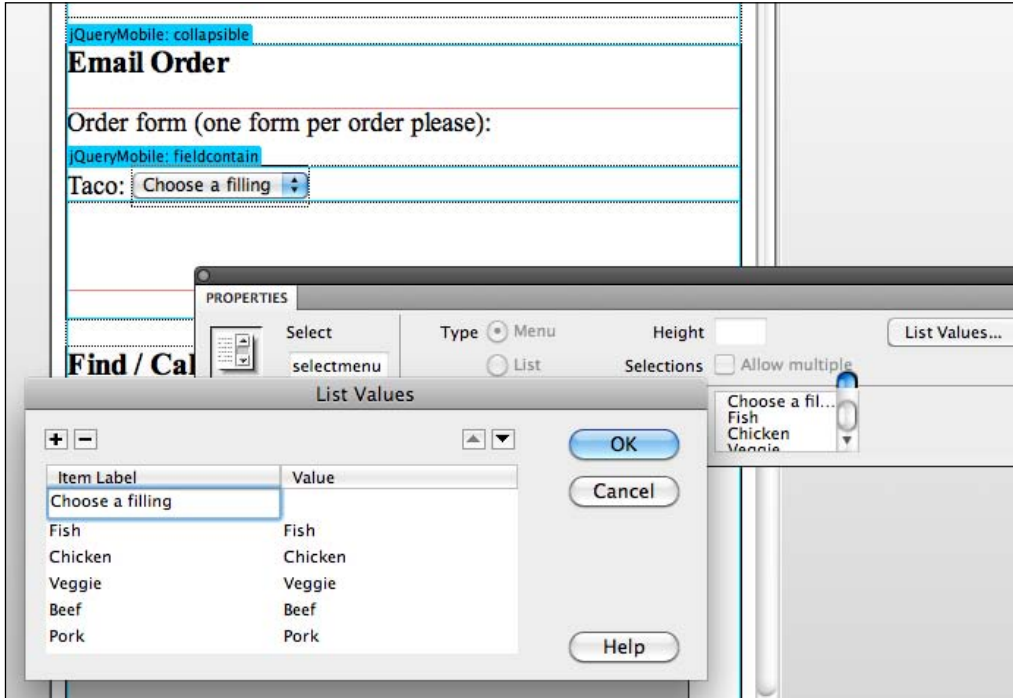 jQueryMobile: collapsible
Email Order
Order form (one form per order please):
jQueryMobile: fieldcontain
Taco: Choose a filling
PROPERTIES
Select Type Menu Height List Values...
selectmenu List Selections Allow multiple
Find / Cal
Choose a fil...
Fish
Chicken
Veggie
List Values
OK
Cancel
Item Label Value
Choose a filling
Fish Fish
Chicken Chicken
Veggie Veggie
Beef Beef
Pork Pork
Help